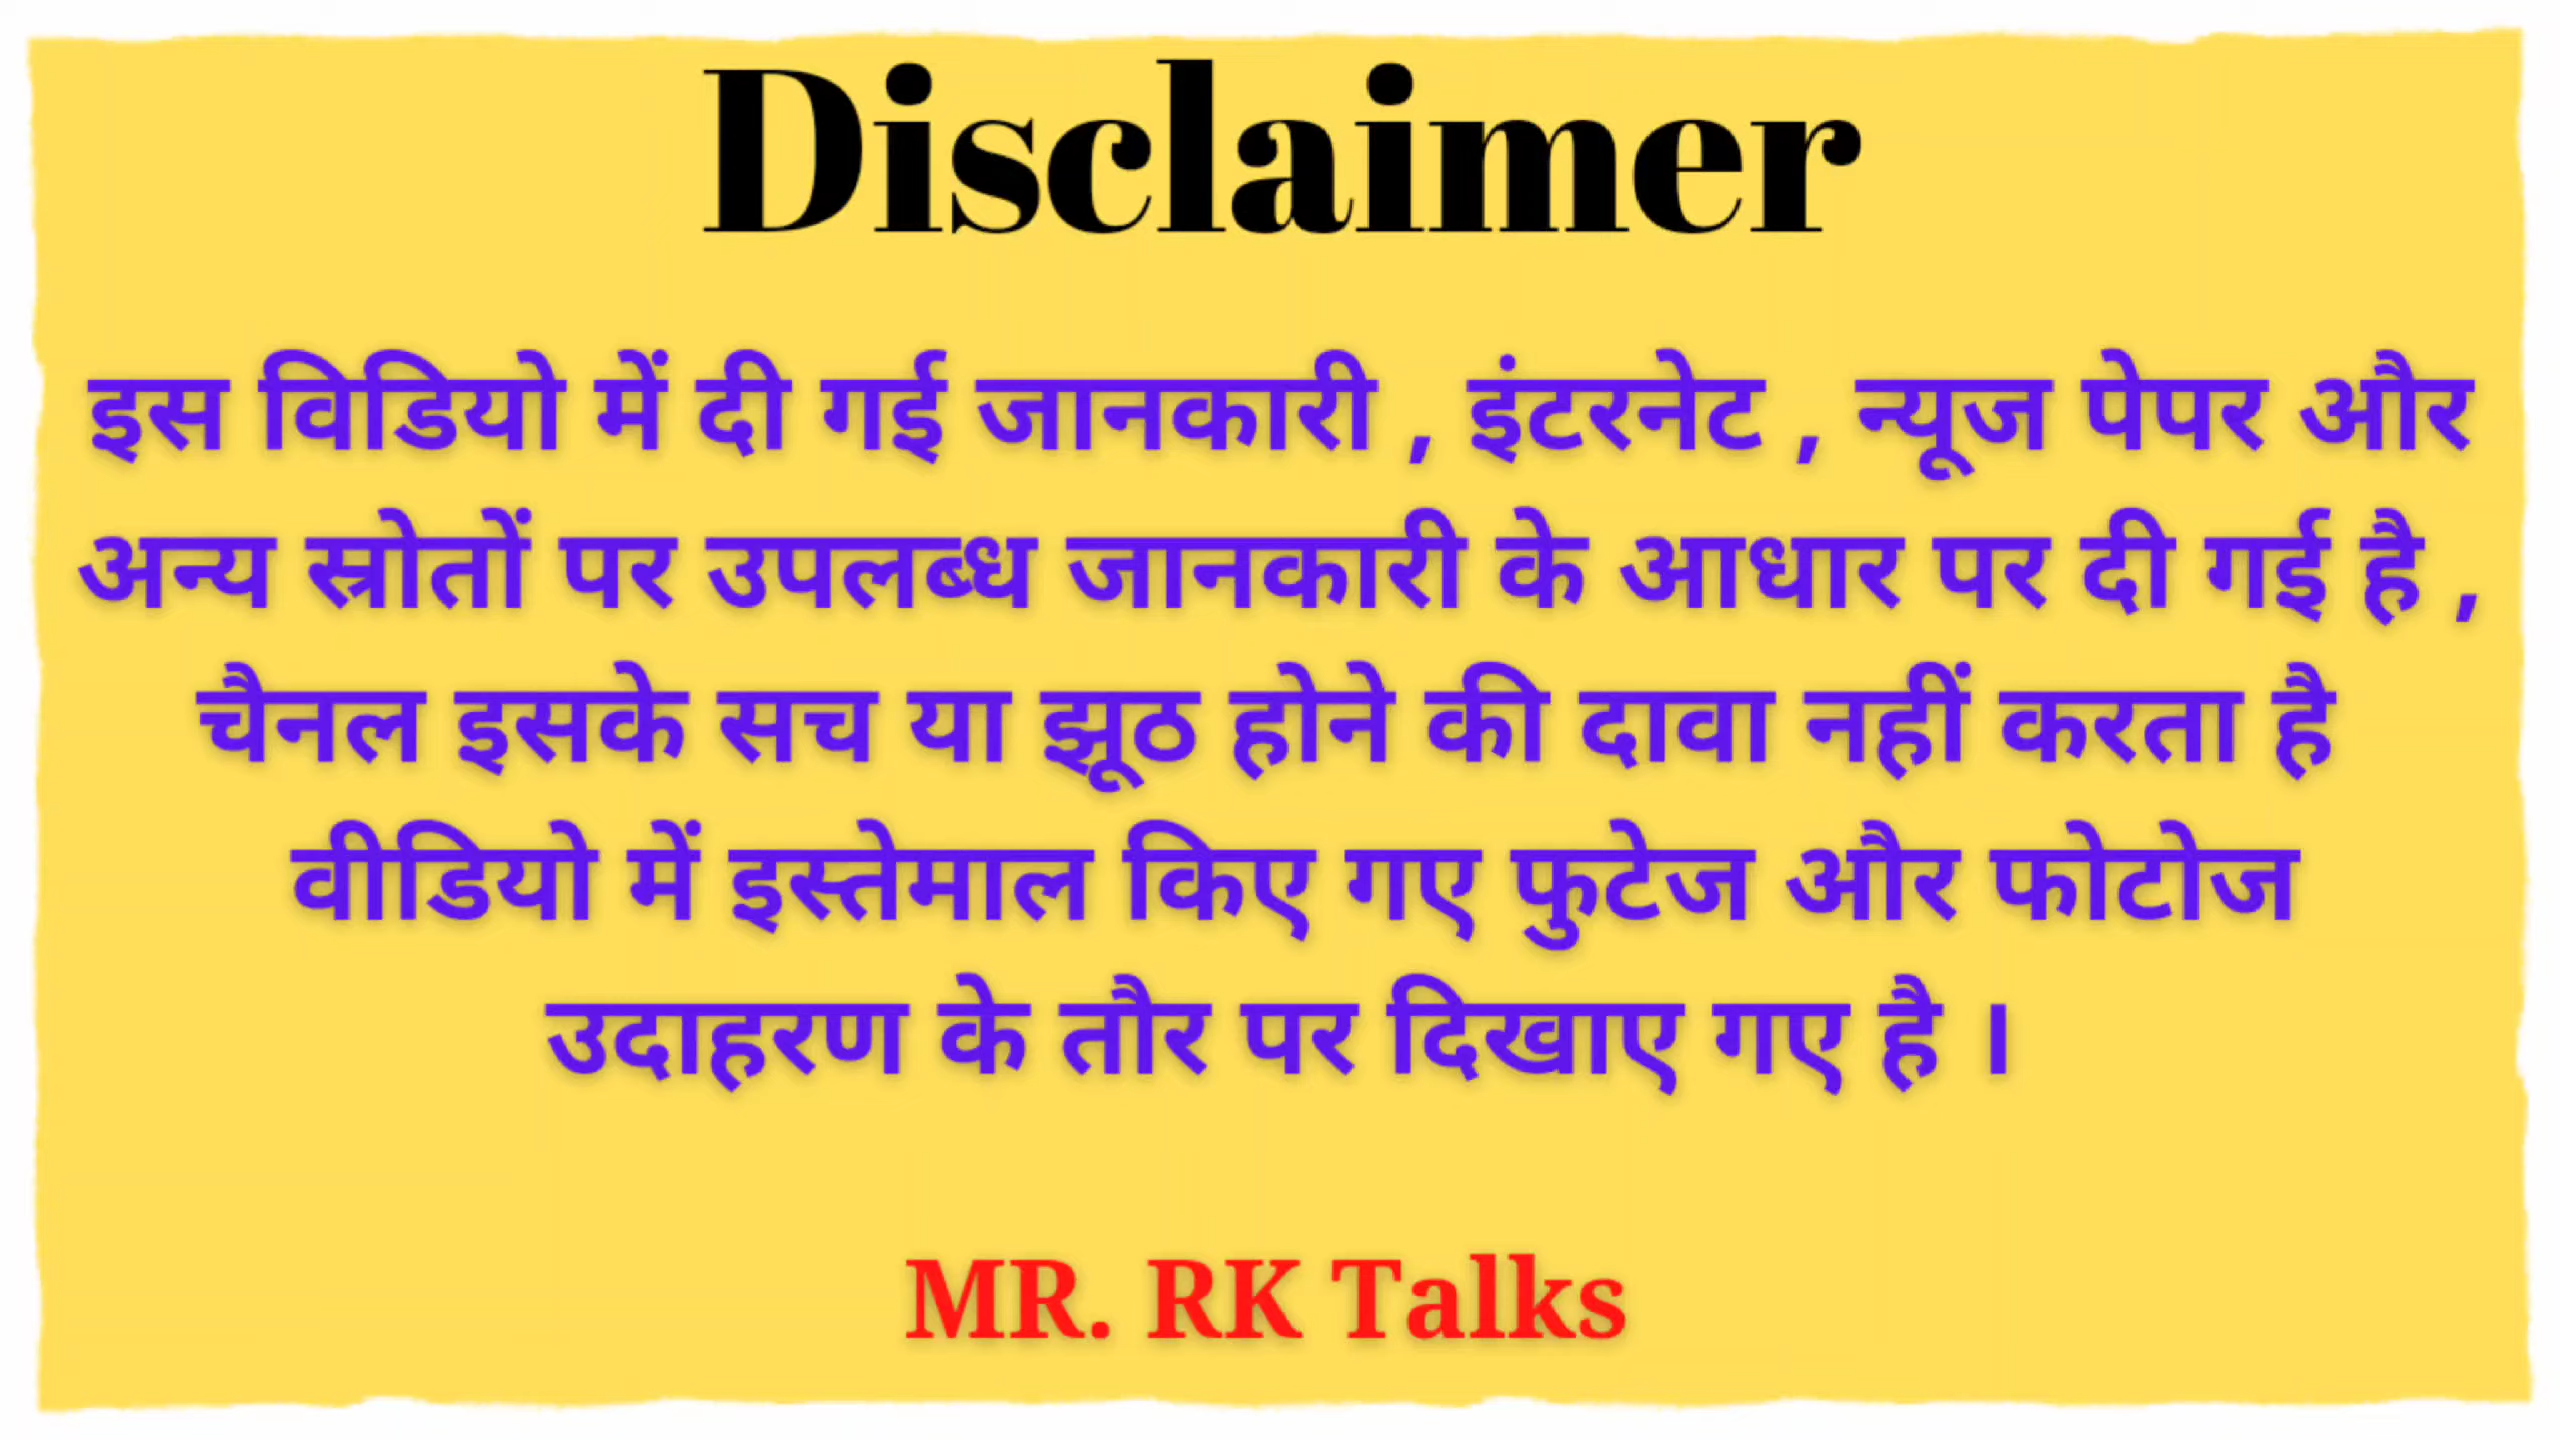 Disclaimer
इस विडियो में दी गई जानकारी , इंटरनेट , न्यूज पेपर और
अन्य स्रोतों पर उपलब्ध जानकारी के आधार पर दी गई है ,
चैनल इसके सच या झूठ होने की दावा नहीं करता है
वीडियो में इस्तेमाल किए गए फुटेज और फोटोज
उदाहरण के तौर पर दिखाए गए है ।
MR. RK Talks